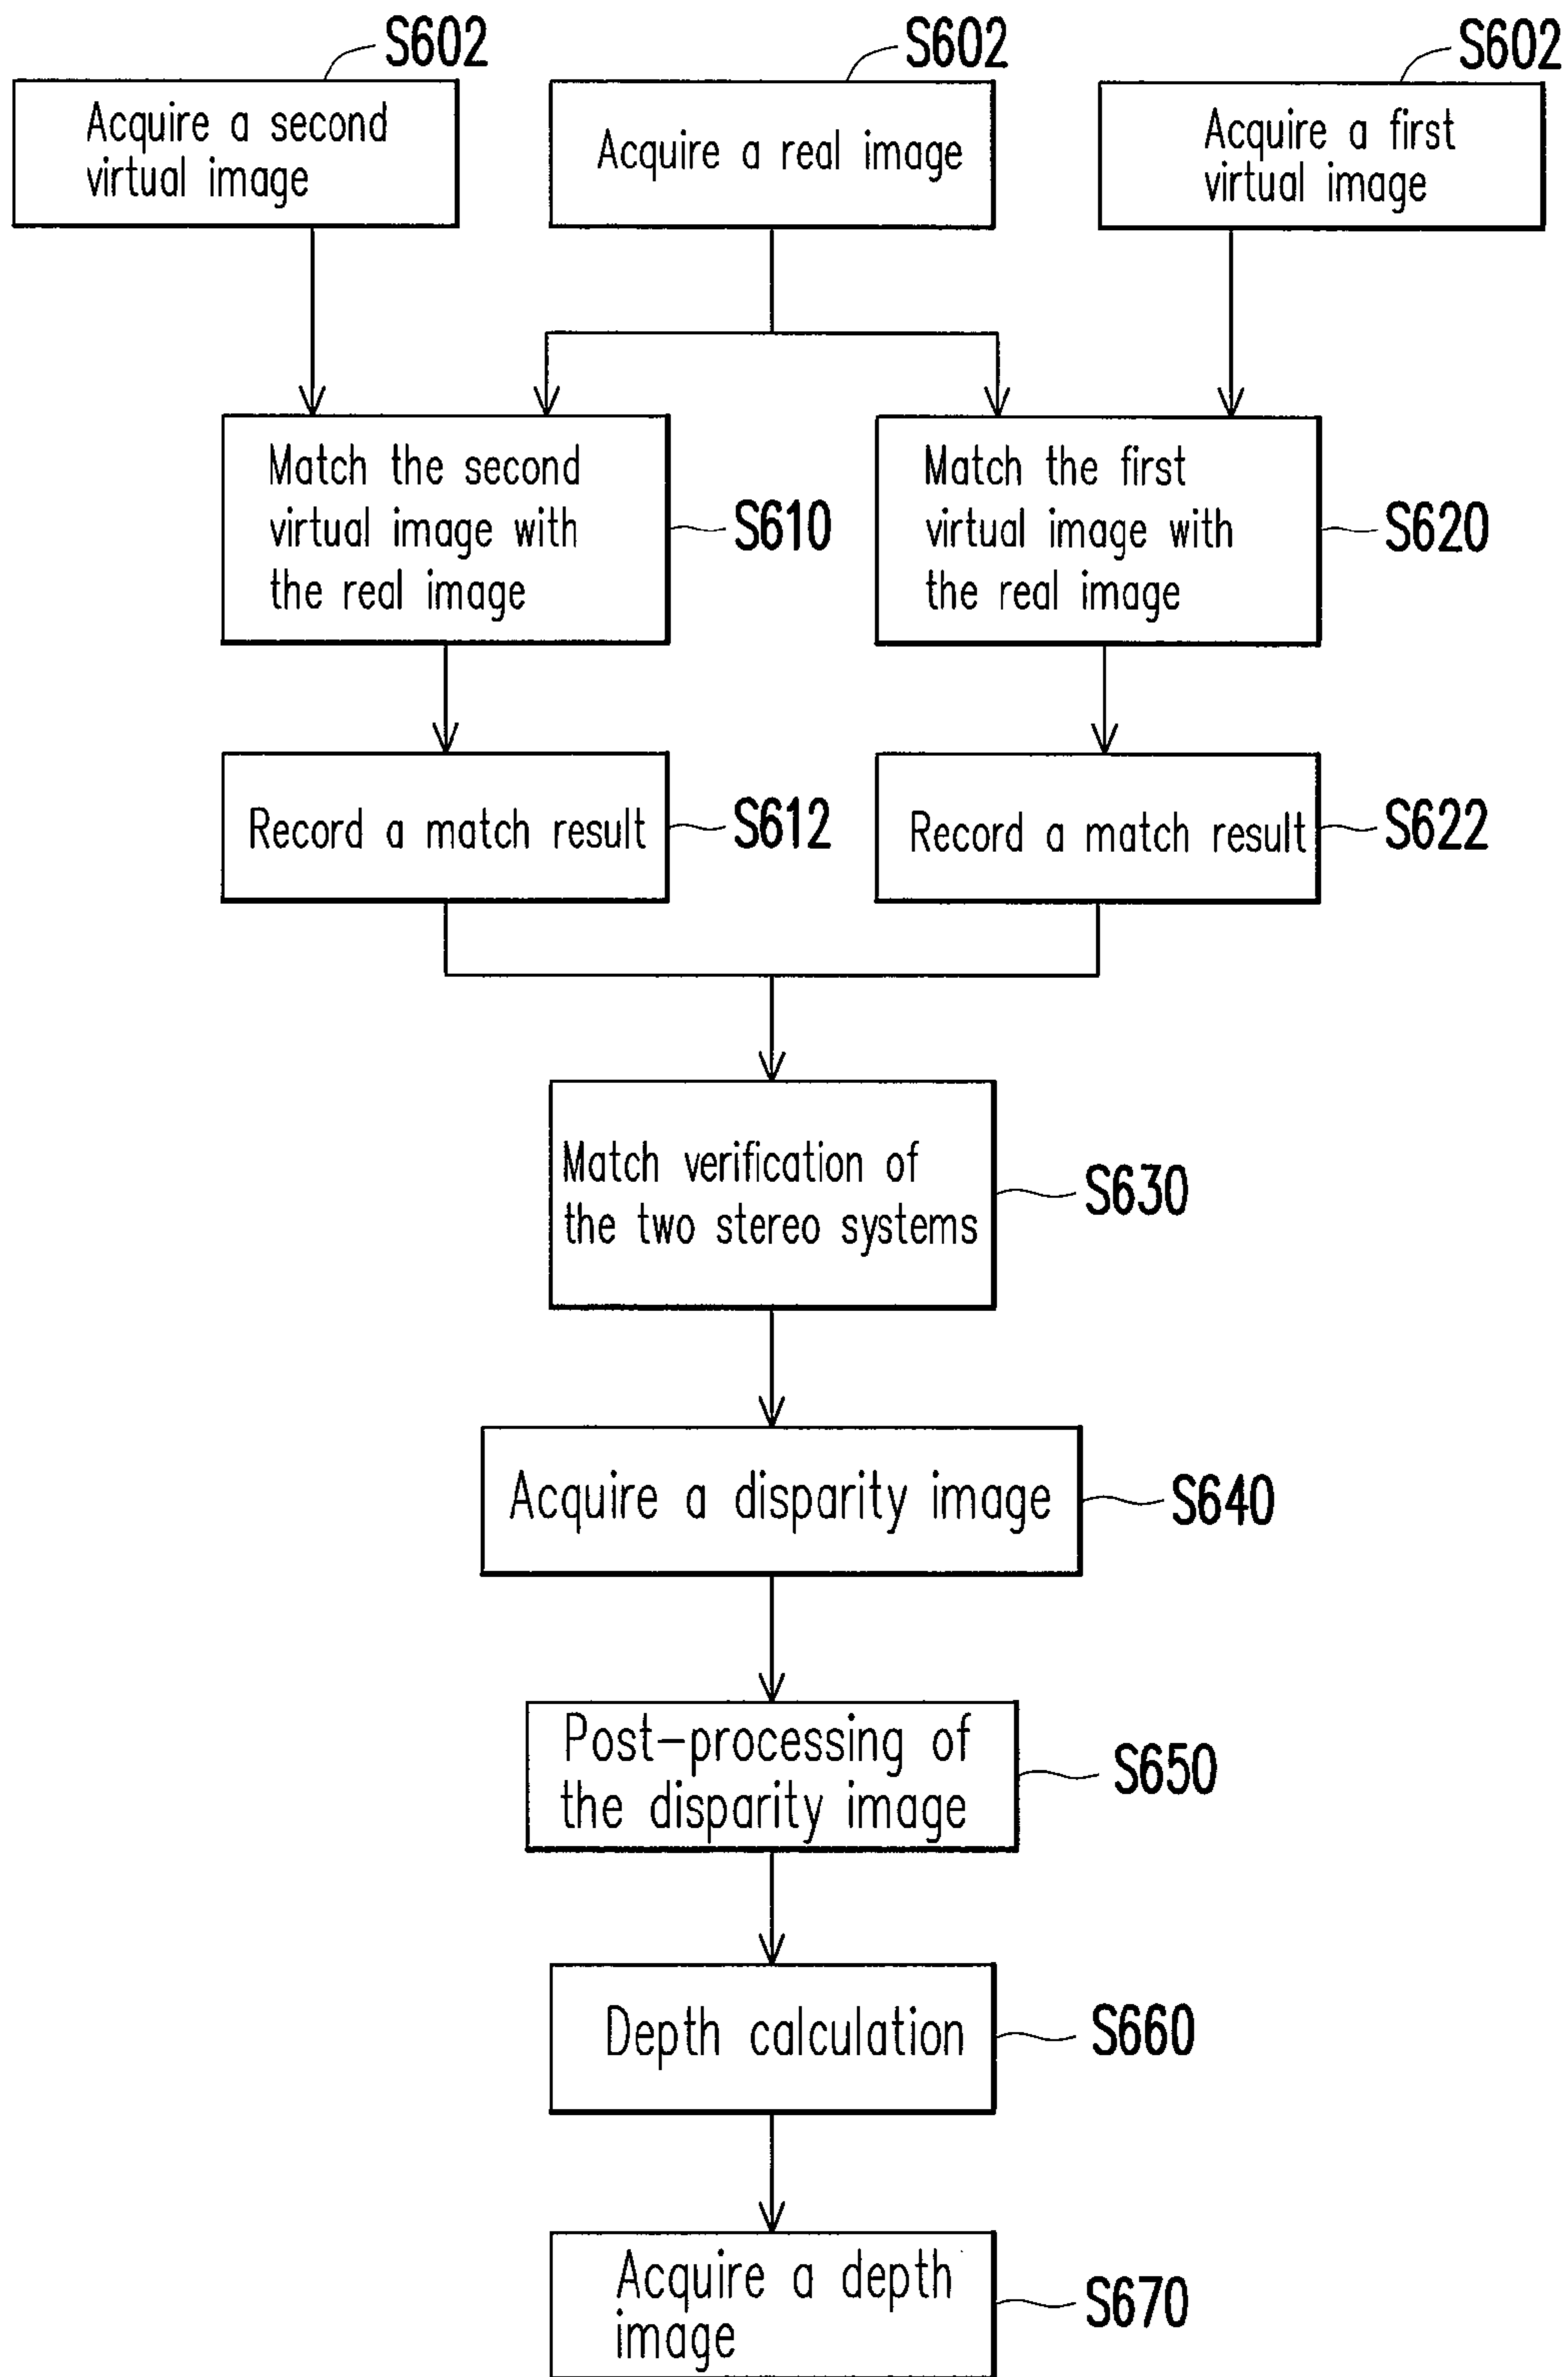 S602
S602
S602
Acquire a second
virtual image
Acquire a real image
Acquire a first
virtual image
Match the second
virtual image with
the real image
S610
Match the first
virtual image with
the real image
S620
Record a match result
S612
Record a match result
S622
Match verification of
the two stereo systems
S630
Acquire a disparity image
S640
Post-processing of
the disparity image
S650
Depth calculation
S660
Acquire a depth
image
S670